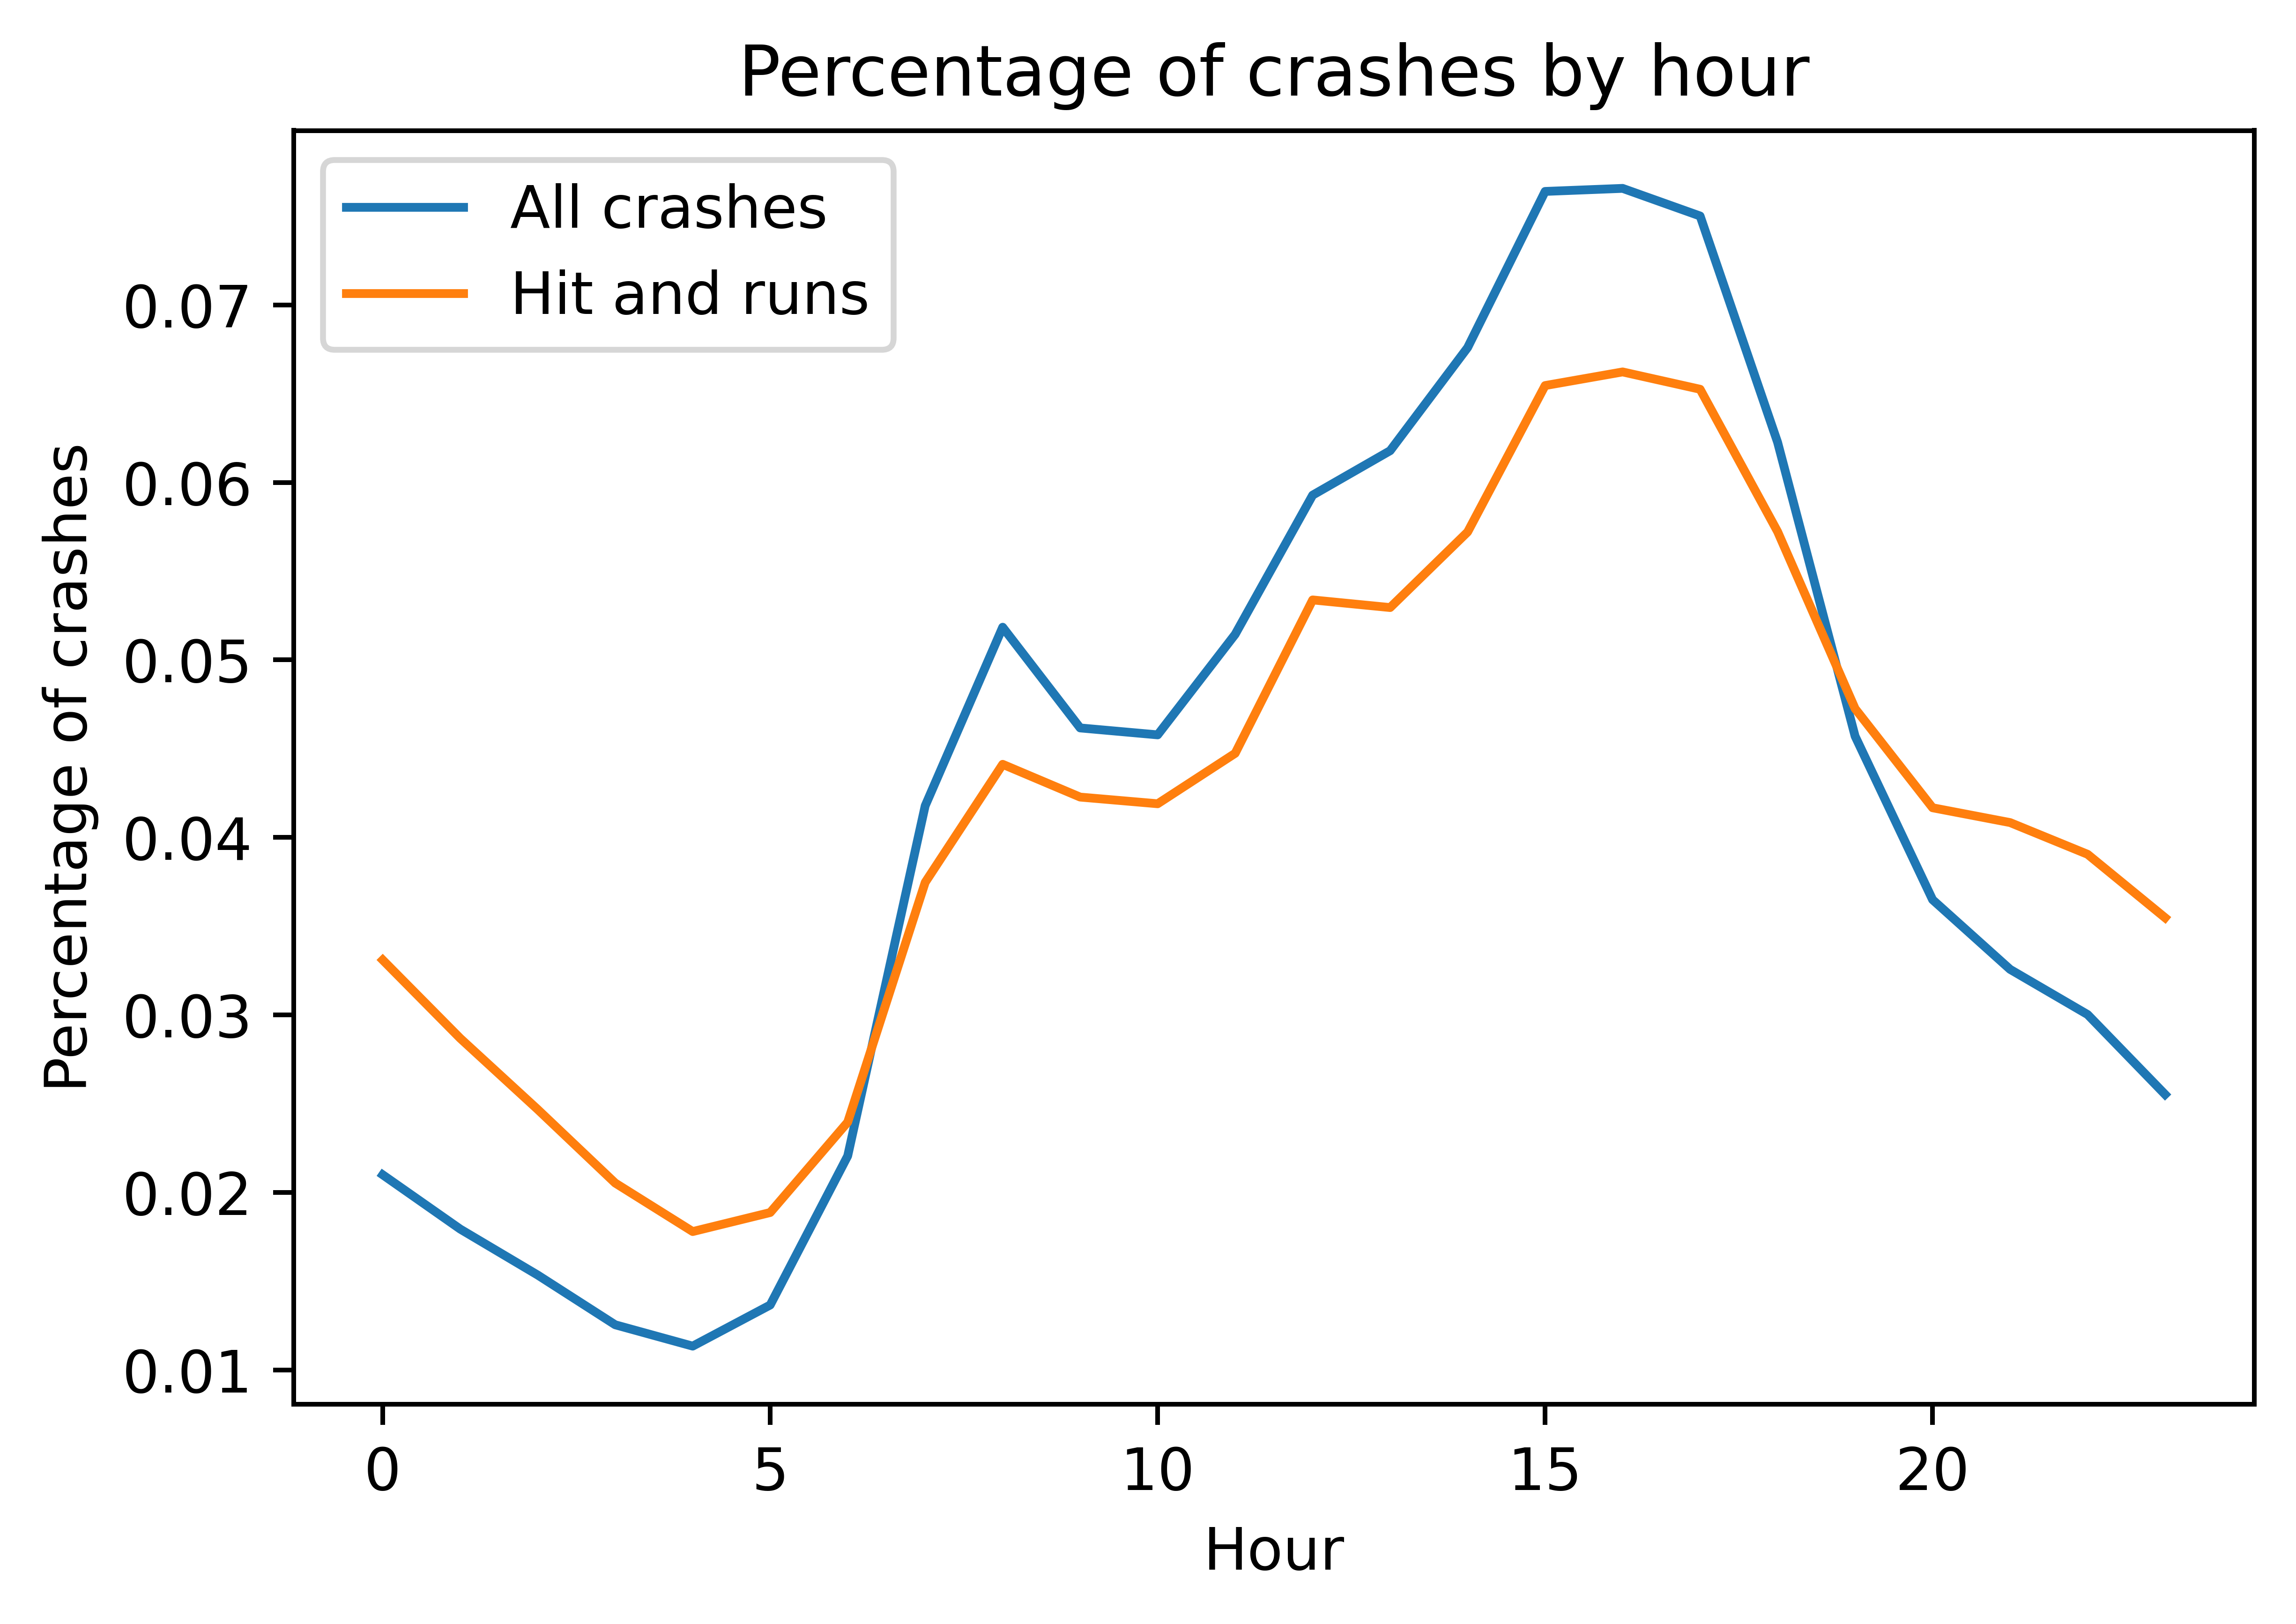 Percentage of crashes by hour
All crashes
Hit and runs
Percentage of crashes
0.07
0.06
0.05
0.04
0.03
0.02
0.01
0 5 10 15 20
Hour